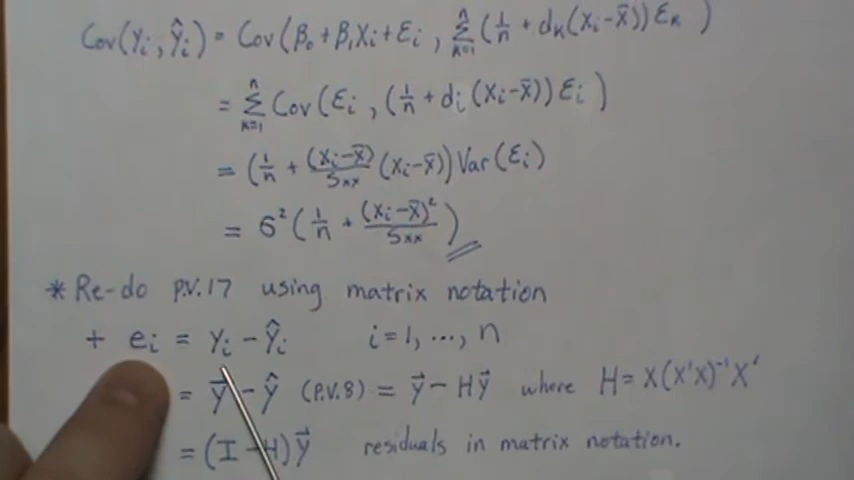 Cov(Yi, Ŷi) = Cov(β₀ + β₁Xi + εi, Σₖ₌₁ⁿ (1/n + dₖ(Xi - X̄))εₖ)
= Σₖ₌₁ⁿ Cov(εi, (1/n + di(Xi - X̄))εi)
= (1/n + (Xi - X̄)/Sxx (Xi - X̄)) Var(εi)
= σ²(1/n + (Xi - X̄)²/Sxx)
* Re-do P.V.17 using matrix notation
+ ei = Yi - Ŷi i = 1, ..., n
= y⃗ - ŷ (P.V.8) = y⃗ - Hy⃗ where H = X(X'X)⁻¹X'
= (I - H)y⃗ residuals in matrix notation.